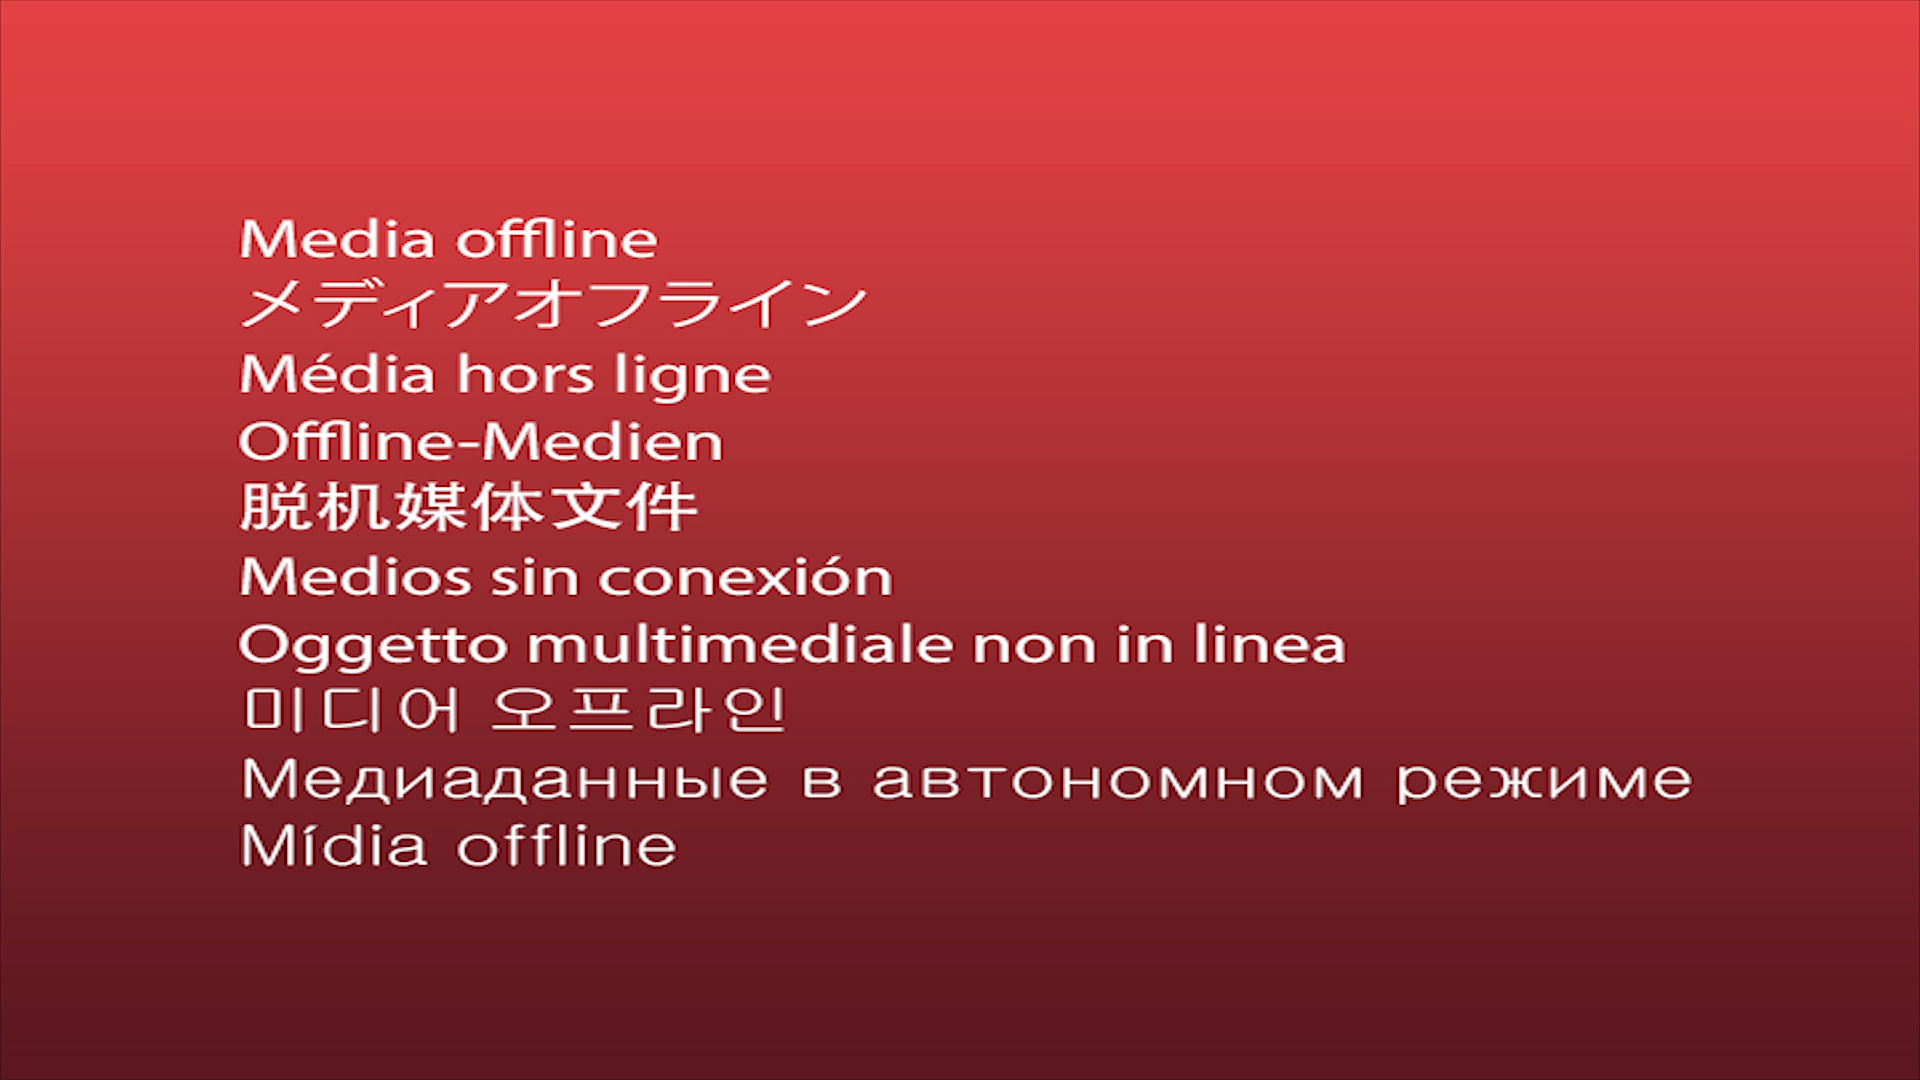 Media offline
メディアオフライン
Média hors ligne
Offline-Medien
脱机媒体文件
Medios sin conexión
Oggetto multimediale non in linea
미디어 오프라인
Медиаданные в автономном режиме
Mídia offline